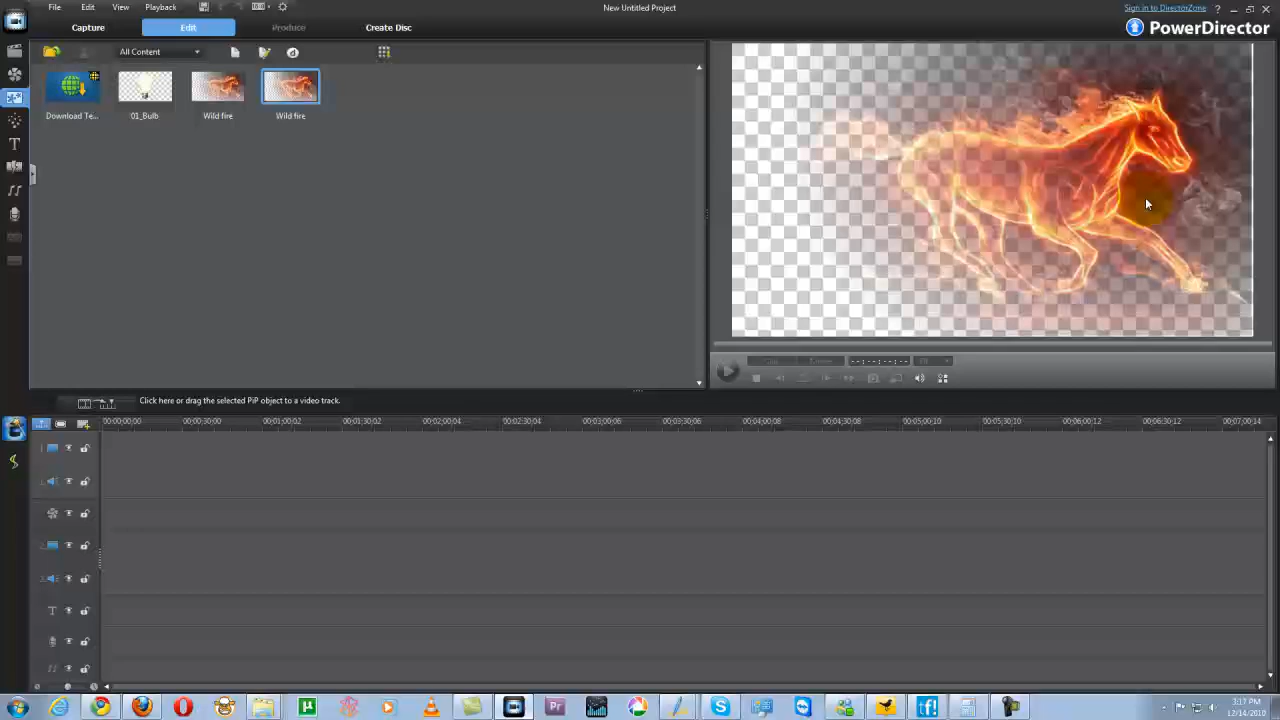 File Edit View Playback
New Untitled Project
Sign in to DirectorZone
Capture Edit Produce Create Disc
PowerDirector
All Content
Download Te... 01_Bulb Wild fire Wild fire
--:--:--:--
Click here or drag the selected PiP object to a video track.
00;00;00;00 00;00;30;00 00;01;00;02 00;01;30;02 00;02;00;04 00;02;30;04 00;03;00;06 00;03;30;06 00;04;00;08 00;04;30;08 00;05;00;10 00;05;30;10 00;06;00;12 00;06;30;12 00;07;00;14
3:17 PM
12/14/2010